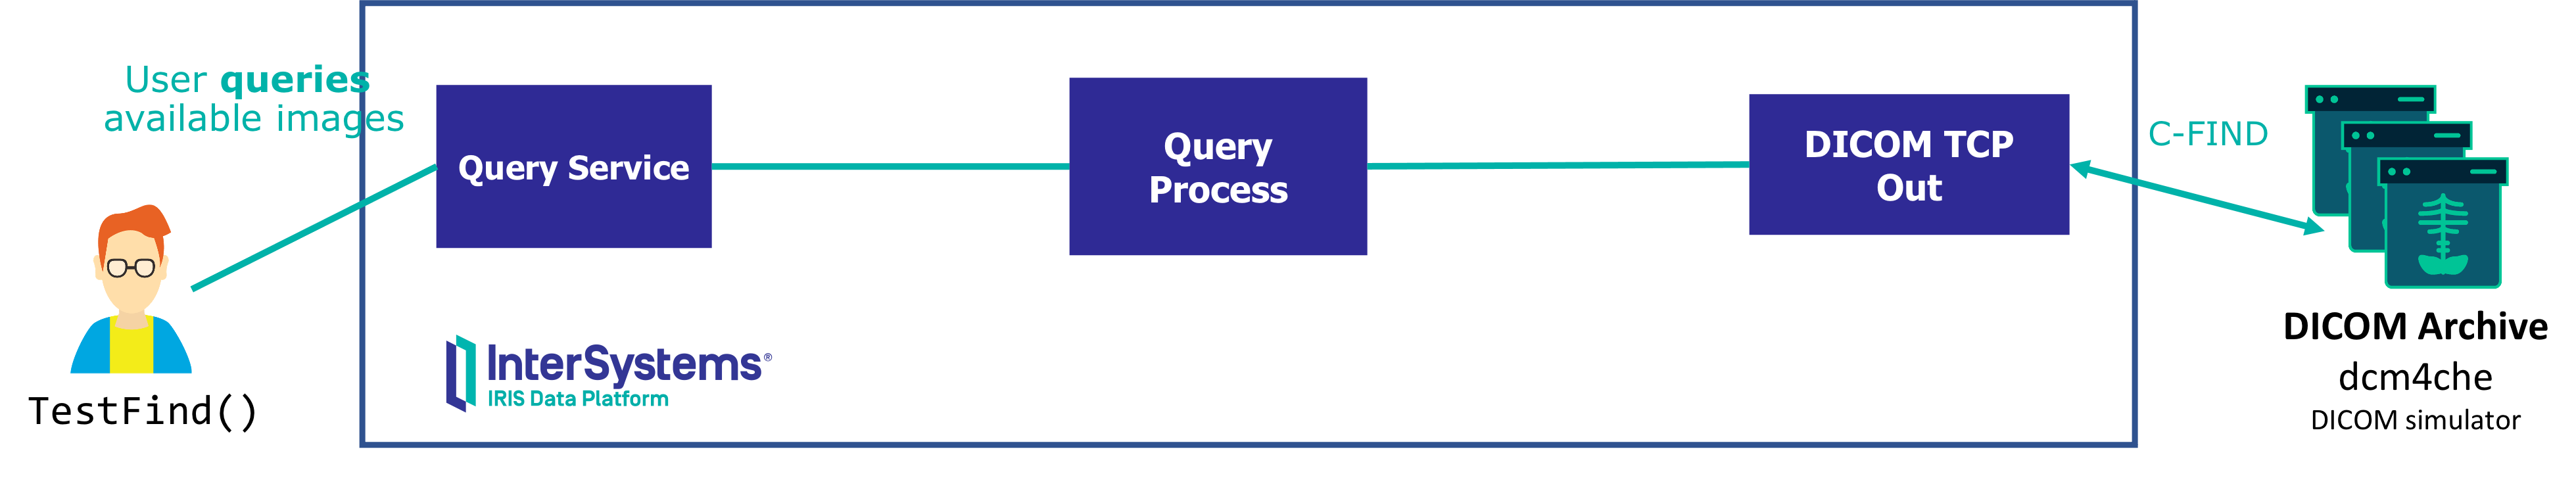 User queries
available images
Query Service
Query
Process
DICOM TCP
Out
C-FIND
InterSystems®
IRIS Data Platform
TestFind()
DICOM Archive
dcm4che
DICOM simulator